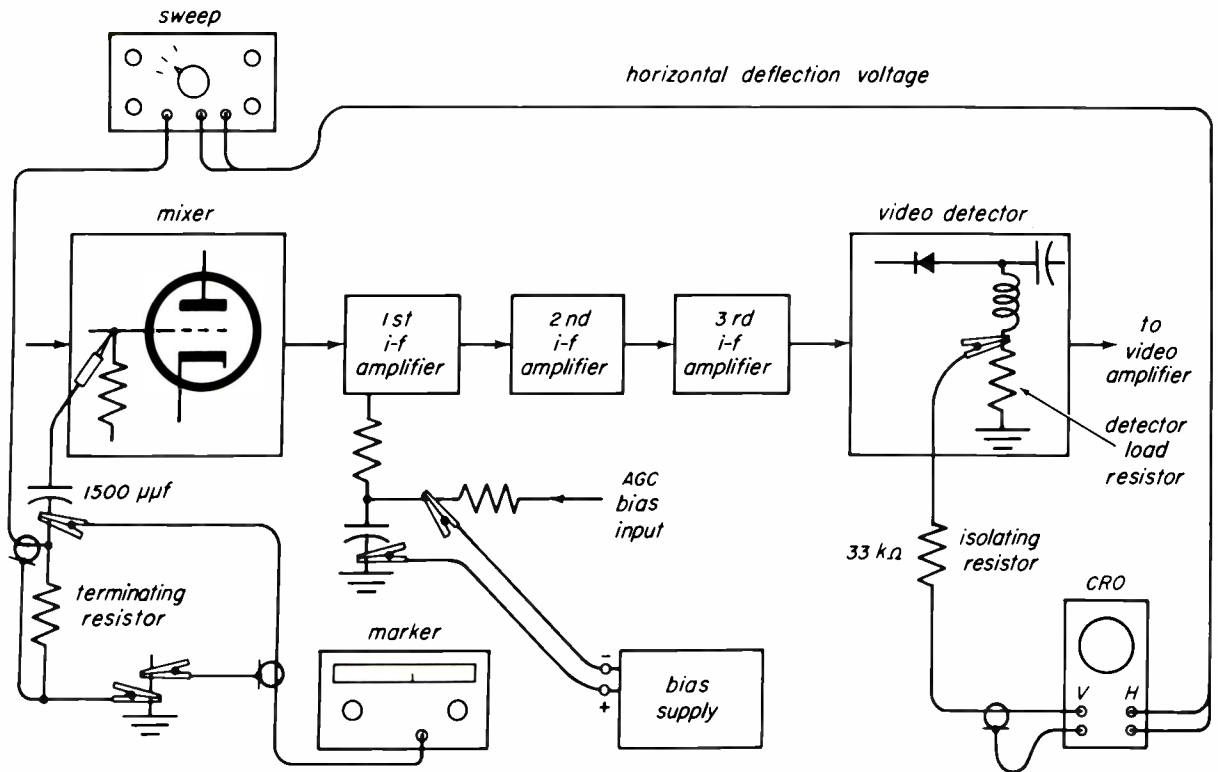 sweep
horizontal deflection voltage
mixer
video detector
1st
i-f
amplifier
2nd
i-f
amplifier
3rd
i-f
amplifier
to
video
amplifier
detector
load
resistor
1500 μμf
AGC
bias
input
33 kΩ
isolating
resistor
terminating
resistor
marker
-
+
bias
supply
CRO
V H